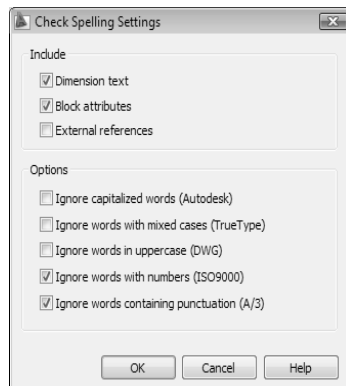 Check Spelling Settings
Include
Dimension text
Block attributes
External references
Options
Ignore capitalized words (Autodesk)
Ignore words with mixed cases (TrueType)
Ignore words in uppercase (DWG)
Ignore words with numbers (ISO9000)
Ignore words containing punctuation (A/3)
OK Cancel Help